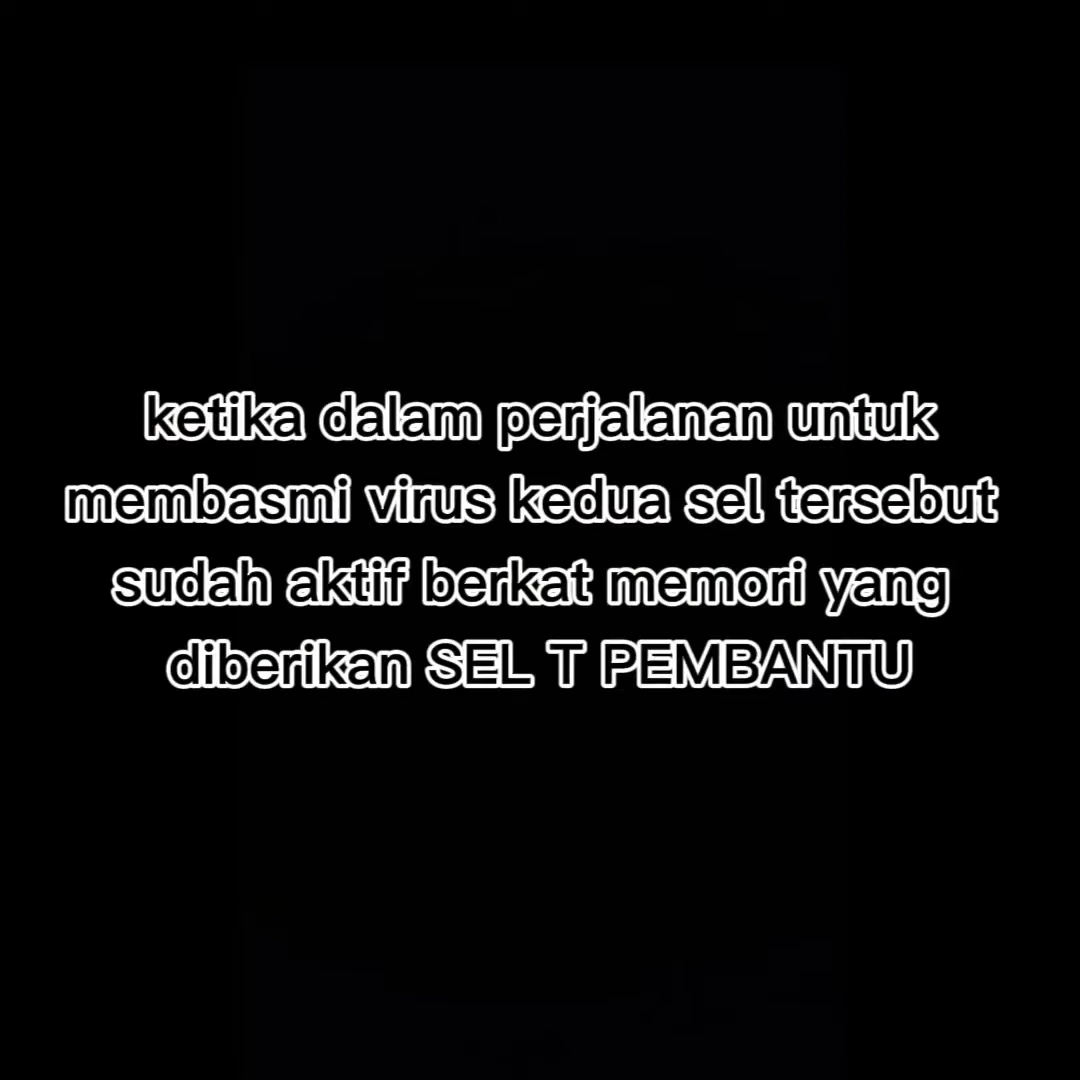 ketika dalam perjalanan untuk
membasmi virus kedua sel tersebut
sudah aktif berkat memori yang
diberikan SEL T PEMBANTU